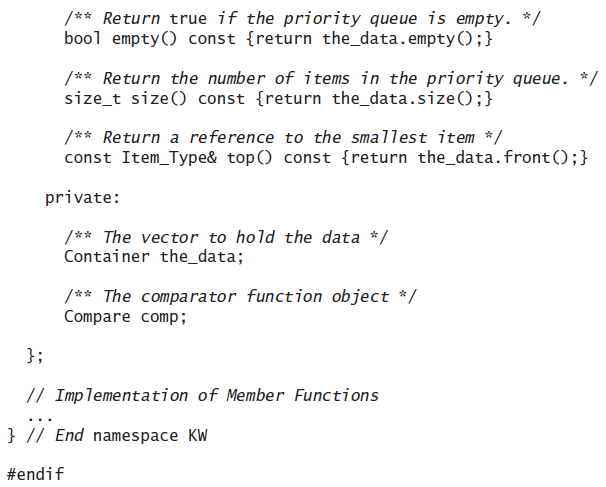 /** Return true if the priority queue is empty. */
bool empty() const {return the_data.empty();}
/** Return the number of items in the priority queue. */
size_t size() const {return the_data.size();}
/** Return a reference to the smallest item */
const Item_Type& top() const {return the_data.front();}
private:
/** The vector to hold the data */
Container the_data;
/** The comparator function object */
Compare comp;
};
// Implementation of Member Functions
...
} // End namespace KW
#endif